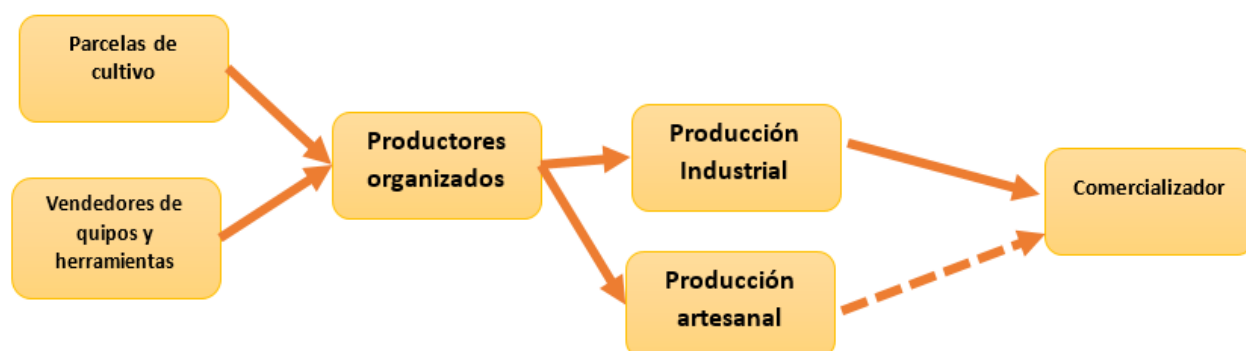 Parcelas de
cultivo
Vendedores de
quipos y
herramientas
Productores
organizados
Producción
Industrial
Producción
artesanal
Comercializador